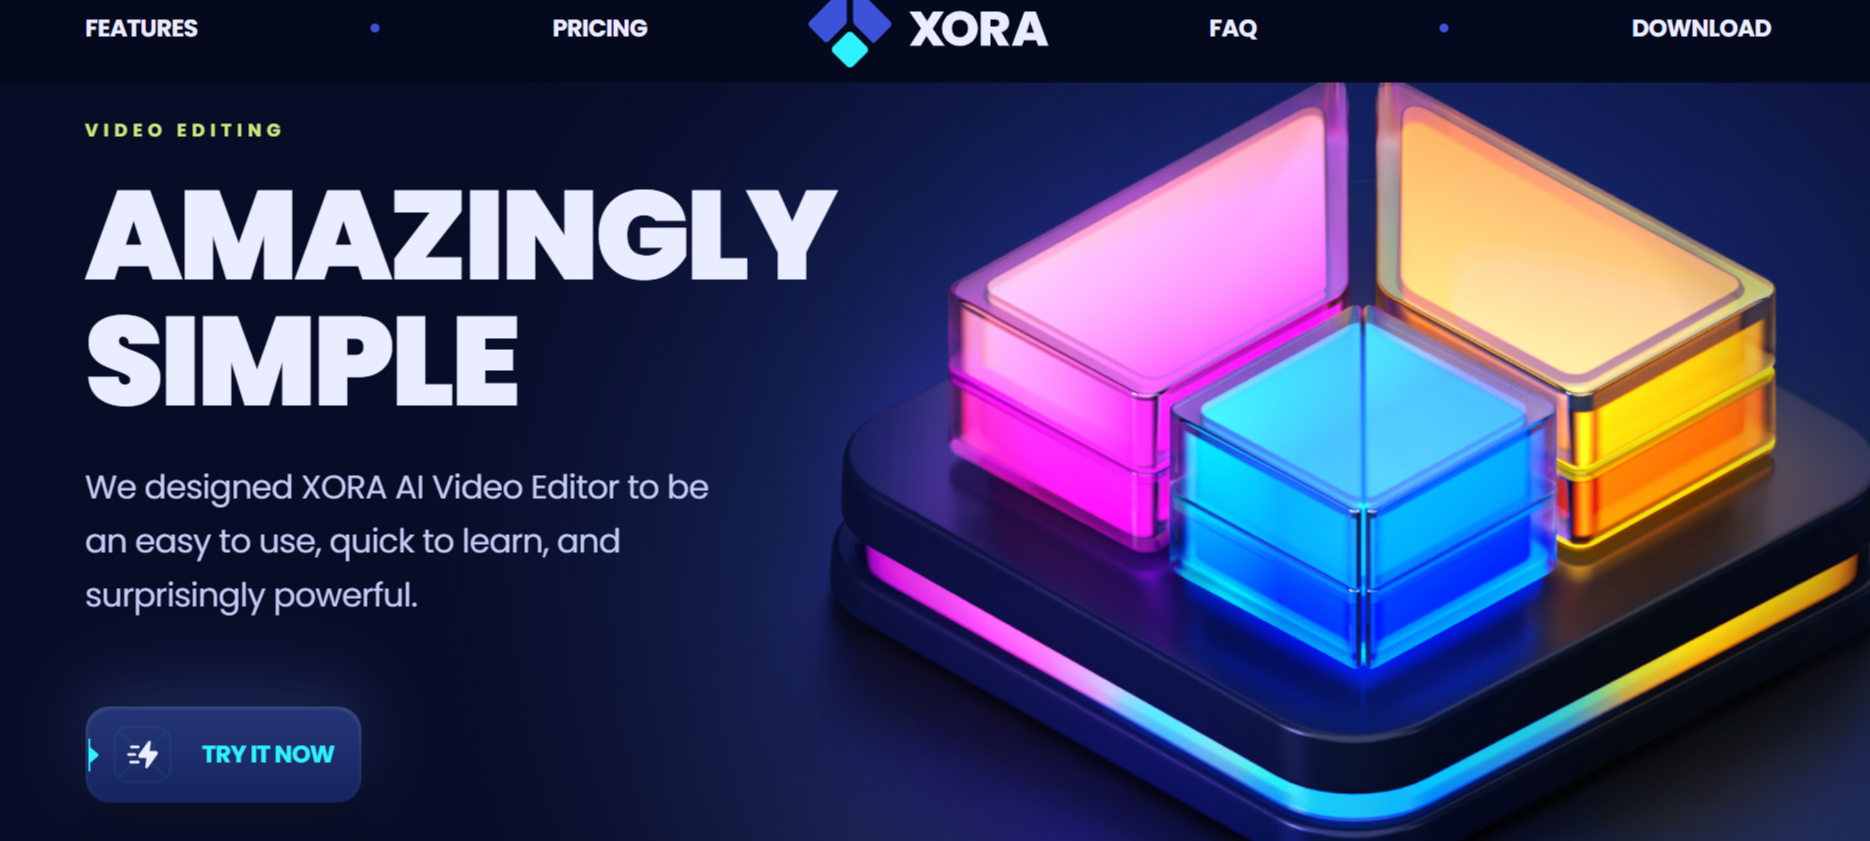 FEATURES
PRICING
XORA
FAQ
DOWNLOAD
VIDEO EDITING
AMAZINGLY
SIMPLE
We designed XORA AI Video Editor to be
an easy to use, quick to learn, and
surprisingly powerful.
TRY IT NOW